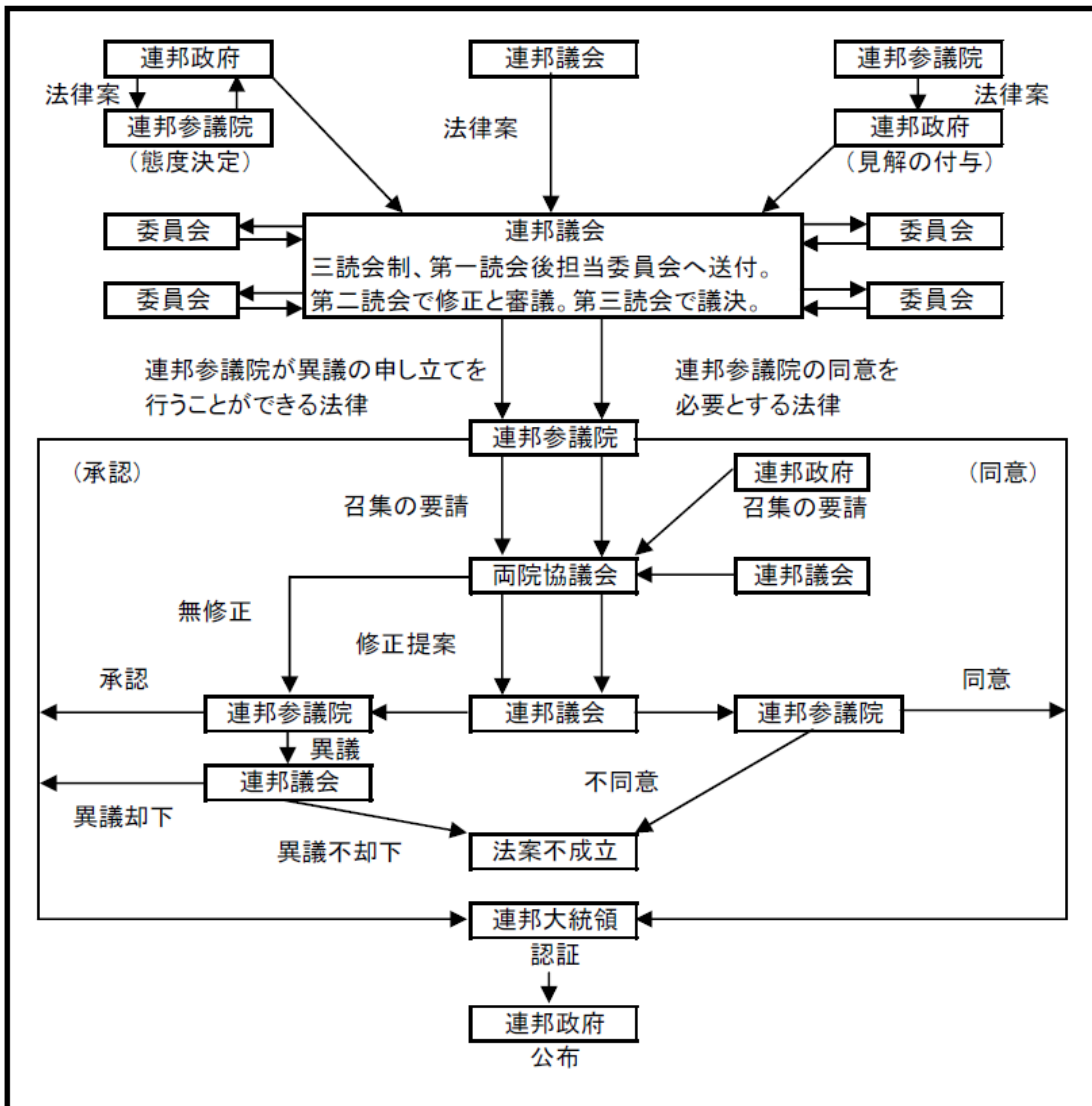 連邦政府
連邦議会
連邦参議院
法律案
法律案
法律案
連邦参議院
連邦政府
(態度決定)
(見解の付与)
委員会
連邦議会
委員会
三読会制、第一読会後担当委員会へ送付。
委員会
第二読会で修正と審議。第三読会で議決。
委員会
連邦参議院が異議の申し立てを
行うことができる法律
連邦参議院の同意を
必要とする法律
連邦参議院
(承認)
連邦政府
(同意)
召集の要請
召集の要請
両院協議会
連邦議会
無修正
修正提案
承認
同意
連邦参議院
連邦議会
連邦参議院
異議
連邦議会
不同意
異議却下
異議不却下
法案不成立
連邦大統領
認証
連邦政府
公布